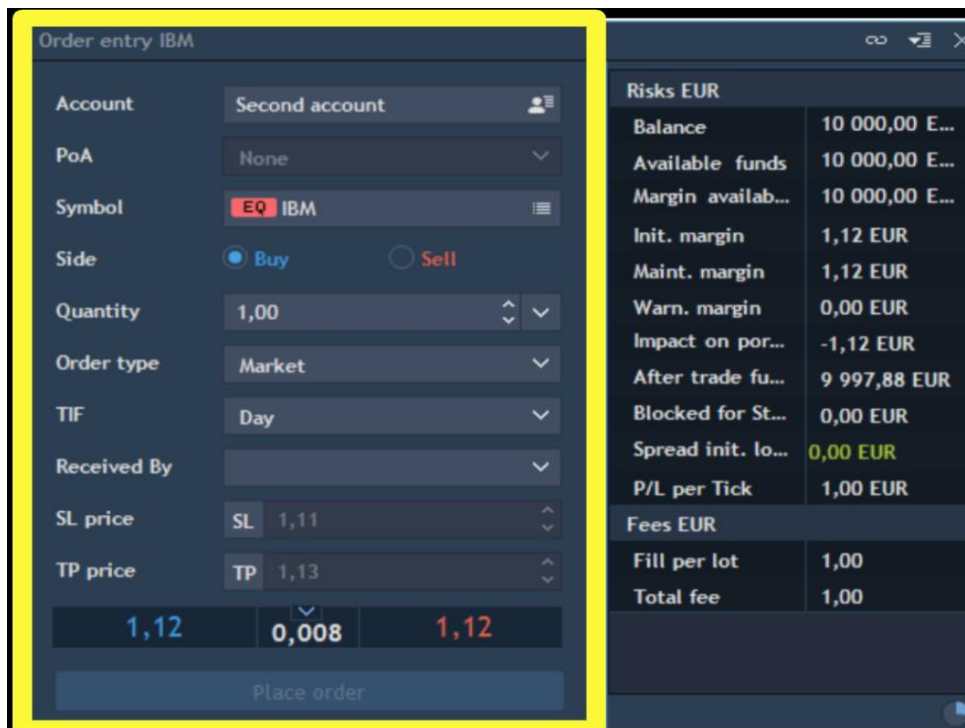 Order entry IBM
Account Second account
PoA None
Symbol EQ IBM
Side Buy Sell
Quantity 1,00
Order type Market
TIF Day
Received By
SL price SL 1,11
TP price TP 1,13
1,12 0,008 1,12
Place order
Risks EUR
Balance 10 000,00 E...
Available funds 10 000,00 E...
Margin availab... 10 000,00 E...
Init. margin 1,12 EUR
Maint. margin 1,12 EUR
Warn. margin 0,00 EUR
Impact on por... -1,12 EUR
After trade fu... 9 997,88 EUR
Blocked for St... 0,00 EUR
Spread init. lo... 0,00 EUR
P/L per Tick 1,00 EUR
Fees EUR
Fill per lot 1,00
Total fee 1,00